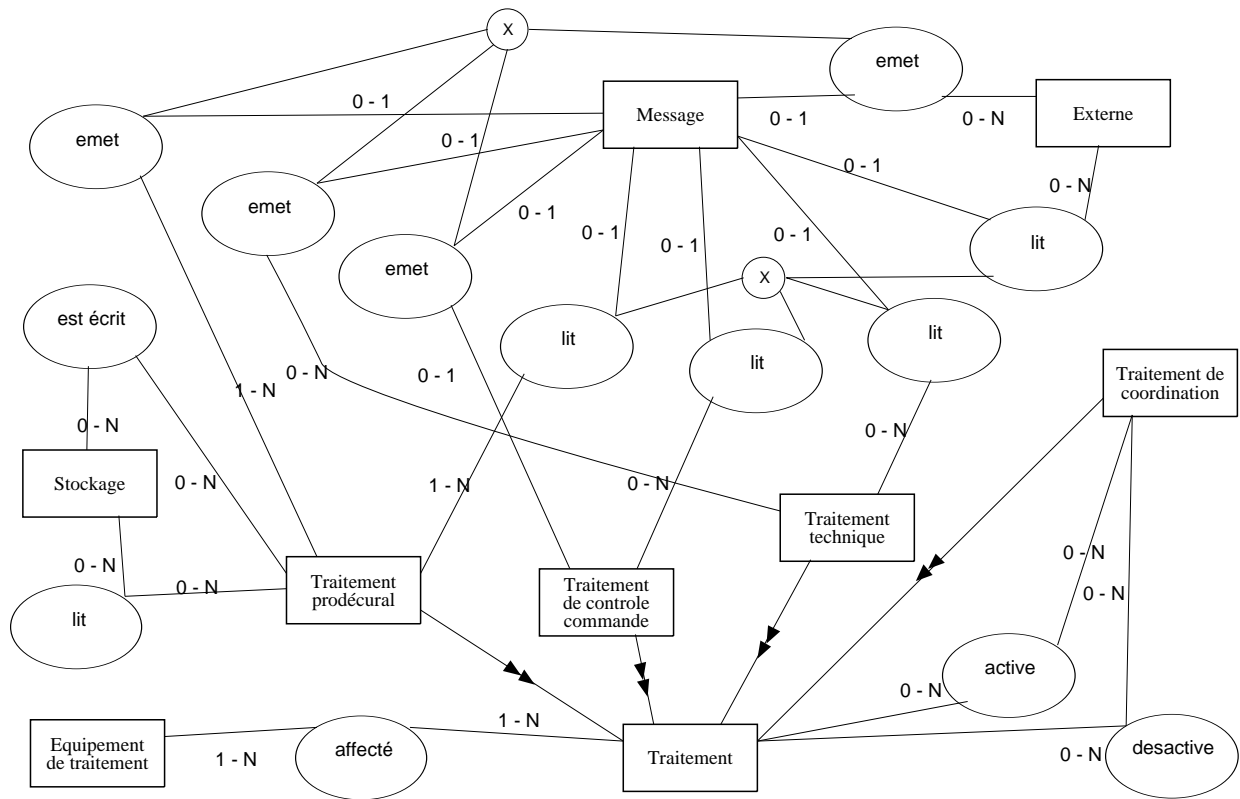 X
emet
0 - 1
Message
0 - 1
0 - N
Externe
emet
0 - 1
0 - 1
0 - N
emet
0 - 1
0 - 1
0 - 1
0 - 1
lit
emet
X
est écrit
lit
lit
lit
0 - N
0 - 1
1 - N
Traitement de
coordination
0 - N
0 - N
Stockage
0 - N
1 - N
0 - N
Traitement
technique
0 - N
0 - N
0 - N
Traitement
prodécural
Traitement
de controle
commande
0 - N
lit
active
0 - N
1 - N
Equipement
de traitement
1 - N
affecté
Traitement
0 - N
desactive